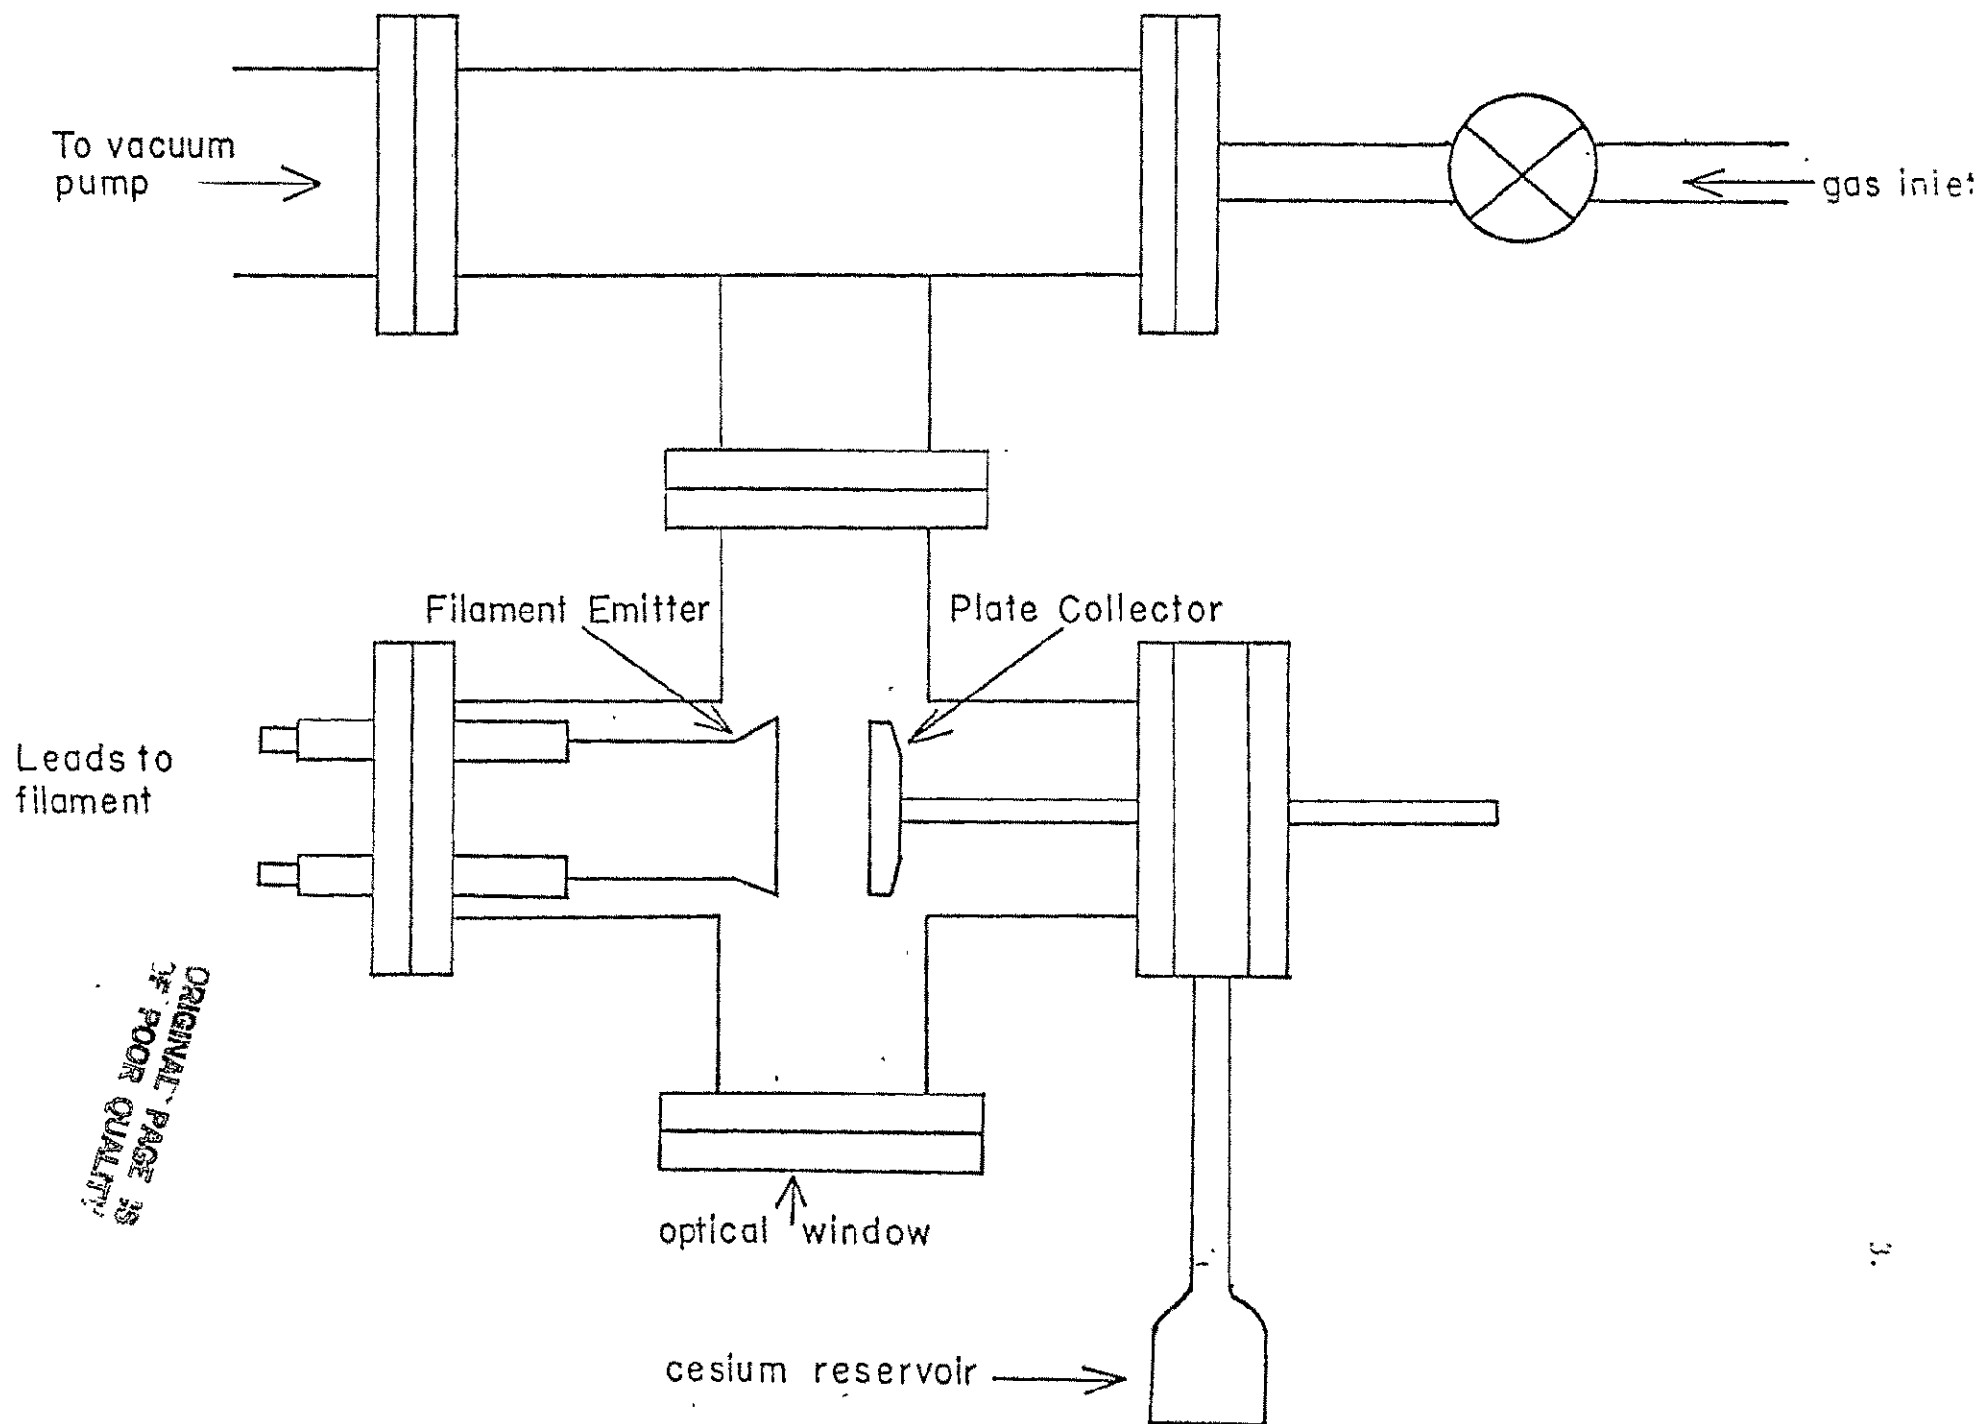 To vacuum
pump
gas inlet
Filament Emitter
Plate Collector
Leads to
filament
optical window
cesium reservoir
ORIGINAL PAGE IS
OF POOR QUALITY
3.